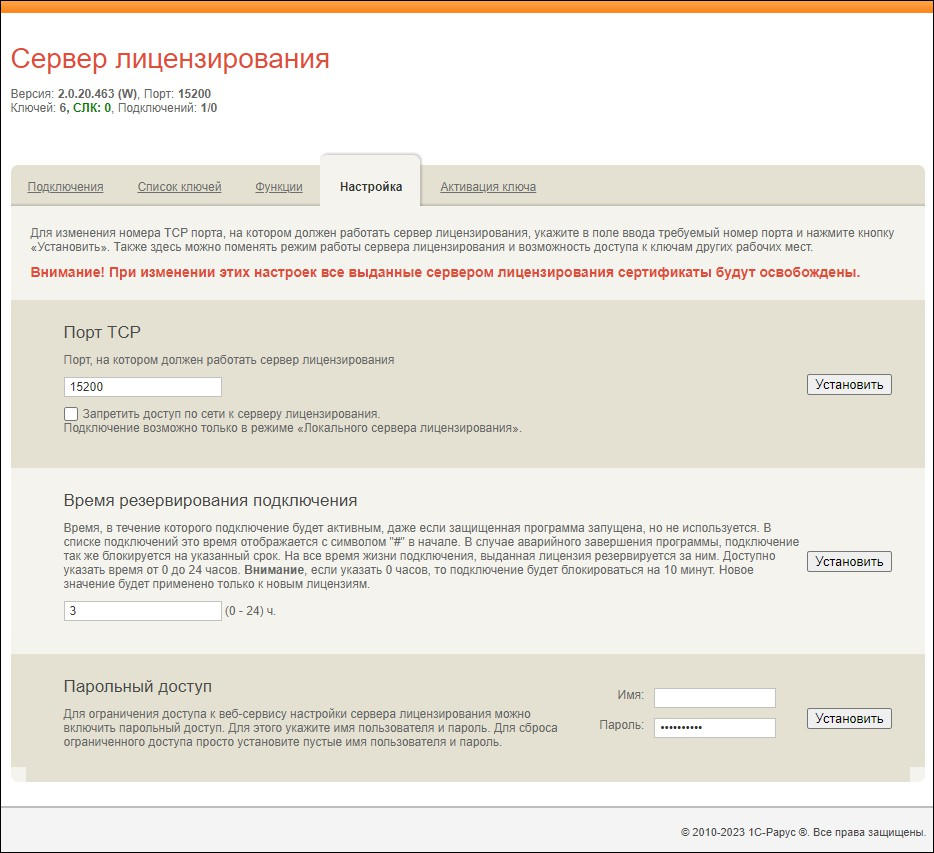 Сервер лицензирования
Версия: 2.0.20.463 (W), Порт: 15200
Ключей: 6, СЛК: 0, Подключений: 1/0
Подключения Список ключей Функции Настройка Активация ключа
Для изменения номера TCP порта, на котором должен работать сервер лицензирования, укажите в поле ввода требуемый номер порта и нажмите кнопку
«Установить». Также здесь можно поменять режим работы сервера лицензирования и возможность доступа к ключам других рабочих мест.
Внимание! При изменении этих настроек все выданные сервером лицензирования сертификаты будут освобождены.
Порт TCP
Порт, на котором должен работать сервер лицензирования
15200
Установить
Запретить доступ по сети к серверу лицензирования.
Подключение возможно только в режиме «Локального сервера лицензирования».
Время резервирования подключения
Время, в течение которого подключение будет активным, даже если защищенная программа запущена, но не используется. В
списке подключений это время отображается с символом "#" в начале. В случае аварийного завершения программы, подключение
так же блокируется на указанный срок. На все время жизни подключения, выданная лицензия резервируется за ним. Доступно
указать время от 0 до 24 часов. Внимание, если указать 0 часов, то подключение будет блокироваться на 10 минут. Новое
значение будет применено только к новым лицензиям.
Установить
3 (0 - 24) ч.
Парольный доступ
Для ограничения доступа к веб-сервису настройки сервера лицензирования можно
включить парольный доступ. Для этого укажите имя пользователя и пароль. Для сброса
ограниченного доступа просто установите пустые имя пользователя и пароль.
Имя:
Пароль: ••••••••••
Установить
© 2010-2023 1С-Рарус ®. Все права защищены.